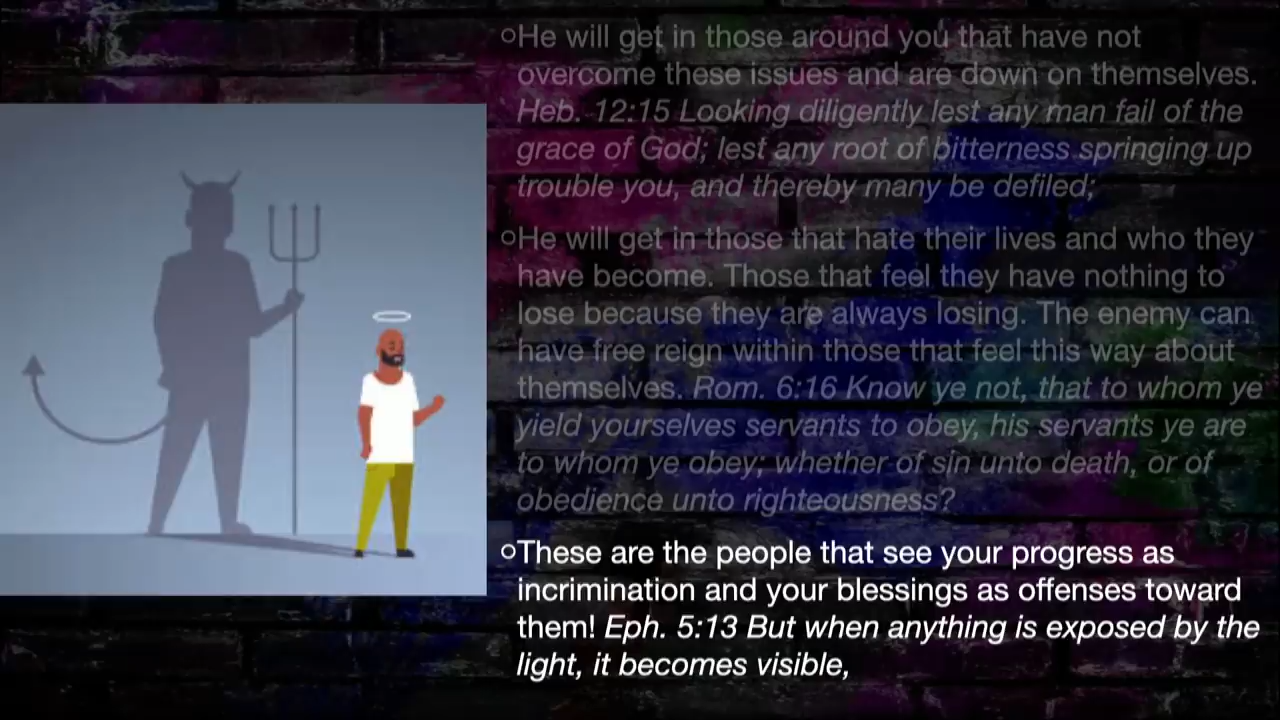 ○He will get in those around you that have not
overcome these issues and are down on themselves.
Heb. 12:15 Looking diligently lest any man fail of the
grace of God; lest any root of bitterness springing up
trouble you, and thereby many be defiled;
○He will get in those that hate their lives and who they
have become. Those that feel they have nothing to
lose because they are always losing. The enemy can
have free reign within those that feel this way about
themselves. Rom. 6:16 Know ye not, that to whom ye
yield yourselves servants to obey, his servants ye are
to whom ye obey; whether of sin unto death, or of
obedience unto righteousness?
○These are the people that see your progress as
incrimination and your blessings as offenses toward
them! Eph. 5:13 But when anything is exposed by the
light, it becomes visible,